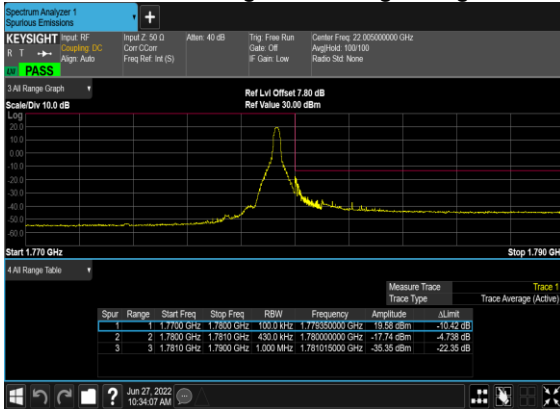 Spectrum Analyzer 1
Spurious Emissions
+
KEYSIGHT
R T
Input: RF
Coupling: DC
Align: Auto
Input Z: 50 Ω
Corr CCorr
Freq Ref: Int (S)
Atten: 40 dB
Trig: Free Run
Gate: Off
IF Gain: Low
Center Freq: 22.005000000 GHz
Avg|Hold: 100/100
Radio Std: None
PASS
3 All Range Graph
Scale/Div 10.0 dB
Ref Lvl Offset 7.80 dB
Ref Value 30.00 dBm
Log
20.0
10.0
0.00
-10.0
-20.0
-30.0
-40.0
-50.0
-60.0
Start 1.770 GHz
Stop 1.790 GHz
4 All Range Table
Measure Trace Trace 1
Trace Type Trace Average (Active)
Spur Range Start Freq Stop Freq RBW Frequency Amplitude ΔLimit
1 1 1.7700 GHz 1.7800 GHz 100.0 kHz 1.779350000 GHz 19.58 dBm -10.42 dB
2 2 1.7800 GHz 1.7810 GHz 430.0 kHz 1.780000000 GHz -17.74 dBm -4.738 dB
3 3 1.7810 GHz 1.7900 GHz 1.000 MHz 1.781015000 GHz -35.35 dBm -22.35 dB
?
Jun 27, 2022
10:34:07 AM